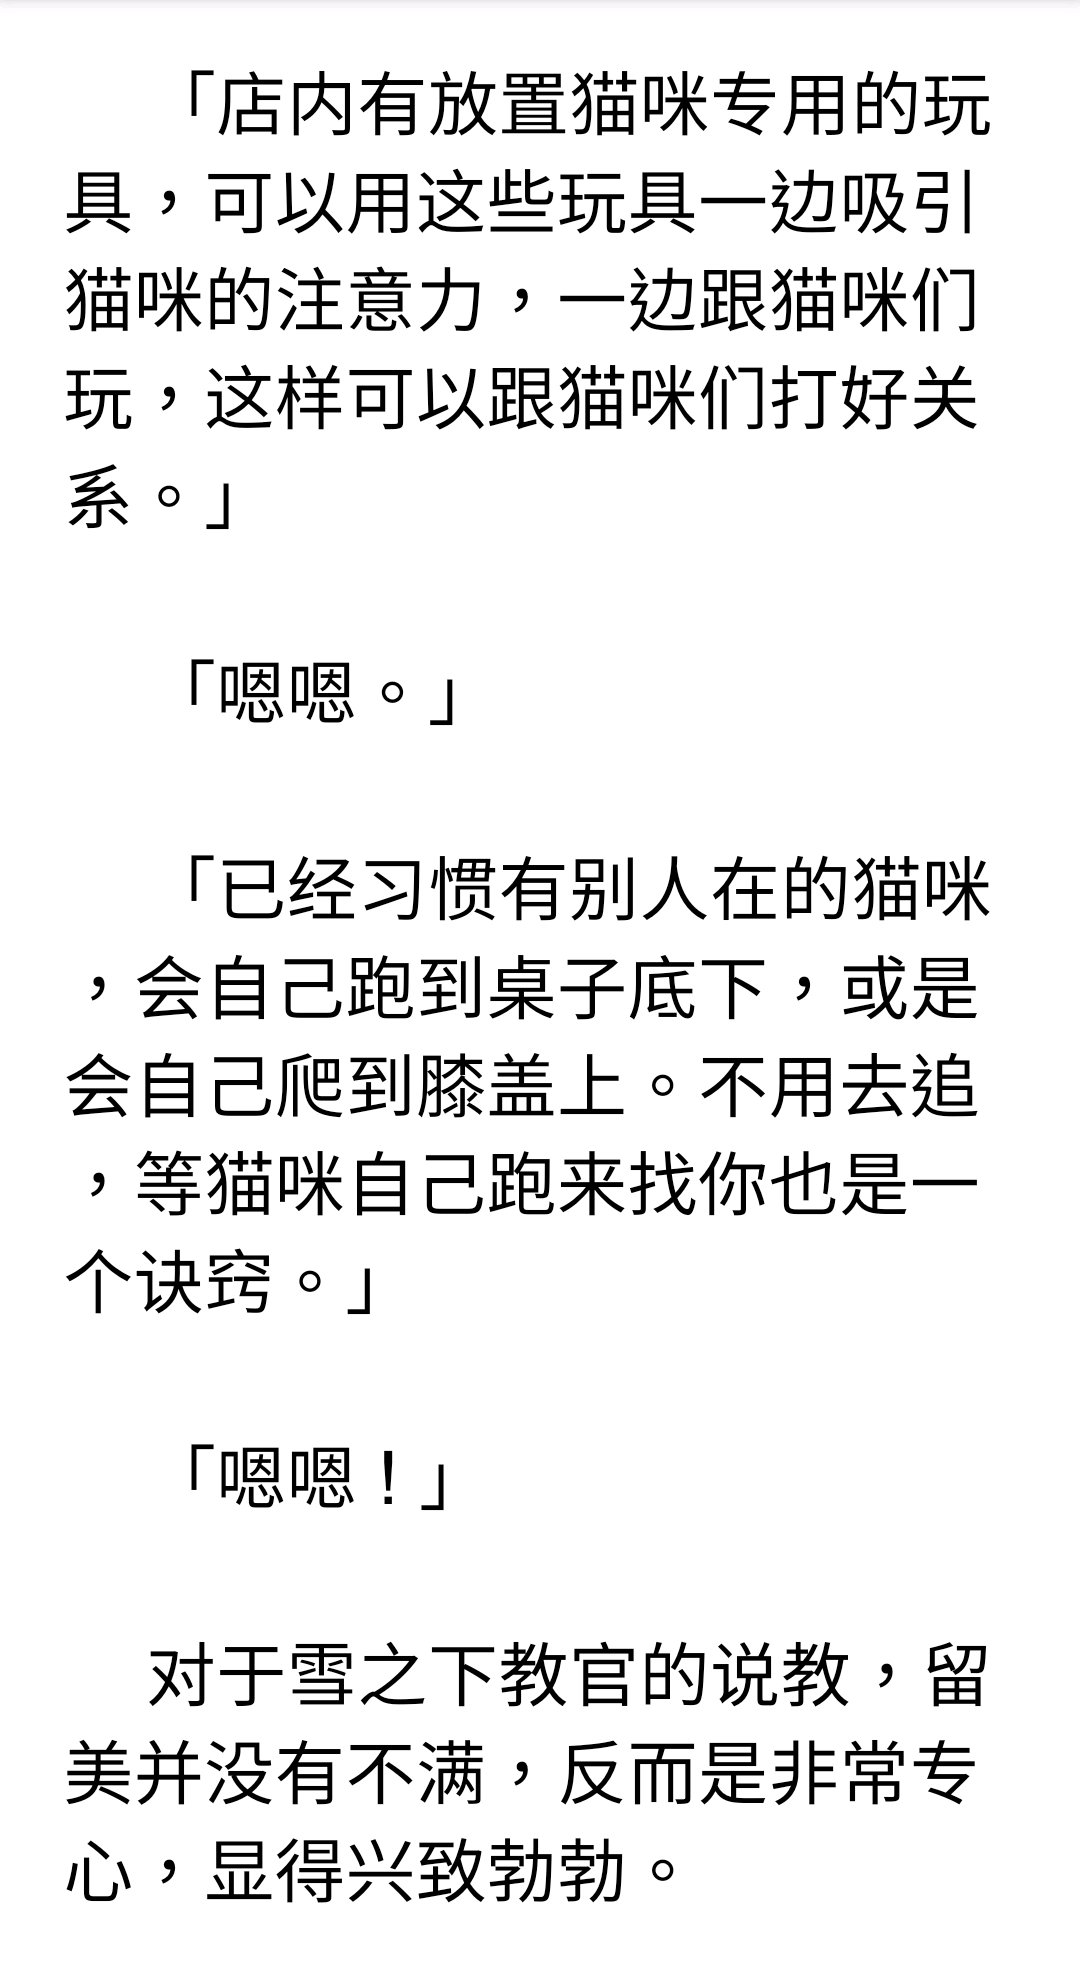 「店内有放置猫咪专用的玩
具，可以用这些玩具一边吸引
猫咪的注意力，一边跟猫咪们
玩，这样可以跟猫咪们打好关
系。」
「嗯嗯。」
「已经习惯有别人在的猫咪
，会自己跑到桌子底下，或是
会自己爬到膝盖上。不用去追
，等猫咪自己跑来找你也是一
个诀窍。」
「嗯嗯！」
对于雪之下教官的说教，留
美并没有不满，反而是非常专
心，显得兴致勃勃。